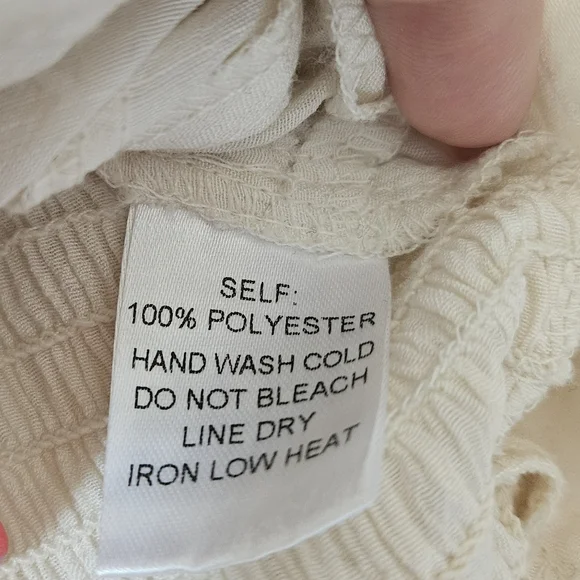 SELF:
100% POLYESTER
HAND WASH COLD
DO NOT BLEACH
LINE DRY
IRON LOW HEAT